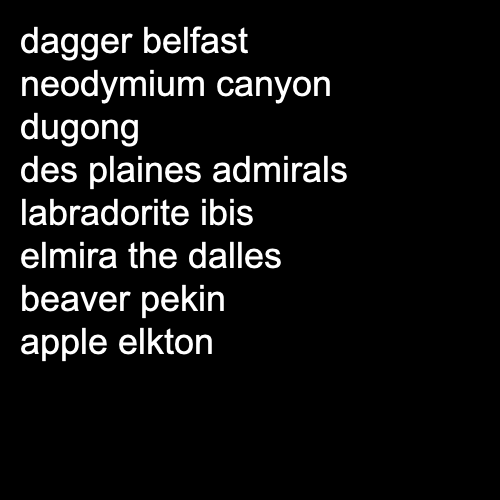 dagger belfast
neodymium canyon
dugong
des plaines admirals
labradorite ibis
elmira the dalles
beaver pekin
apple elkton